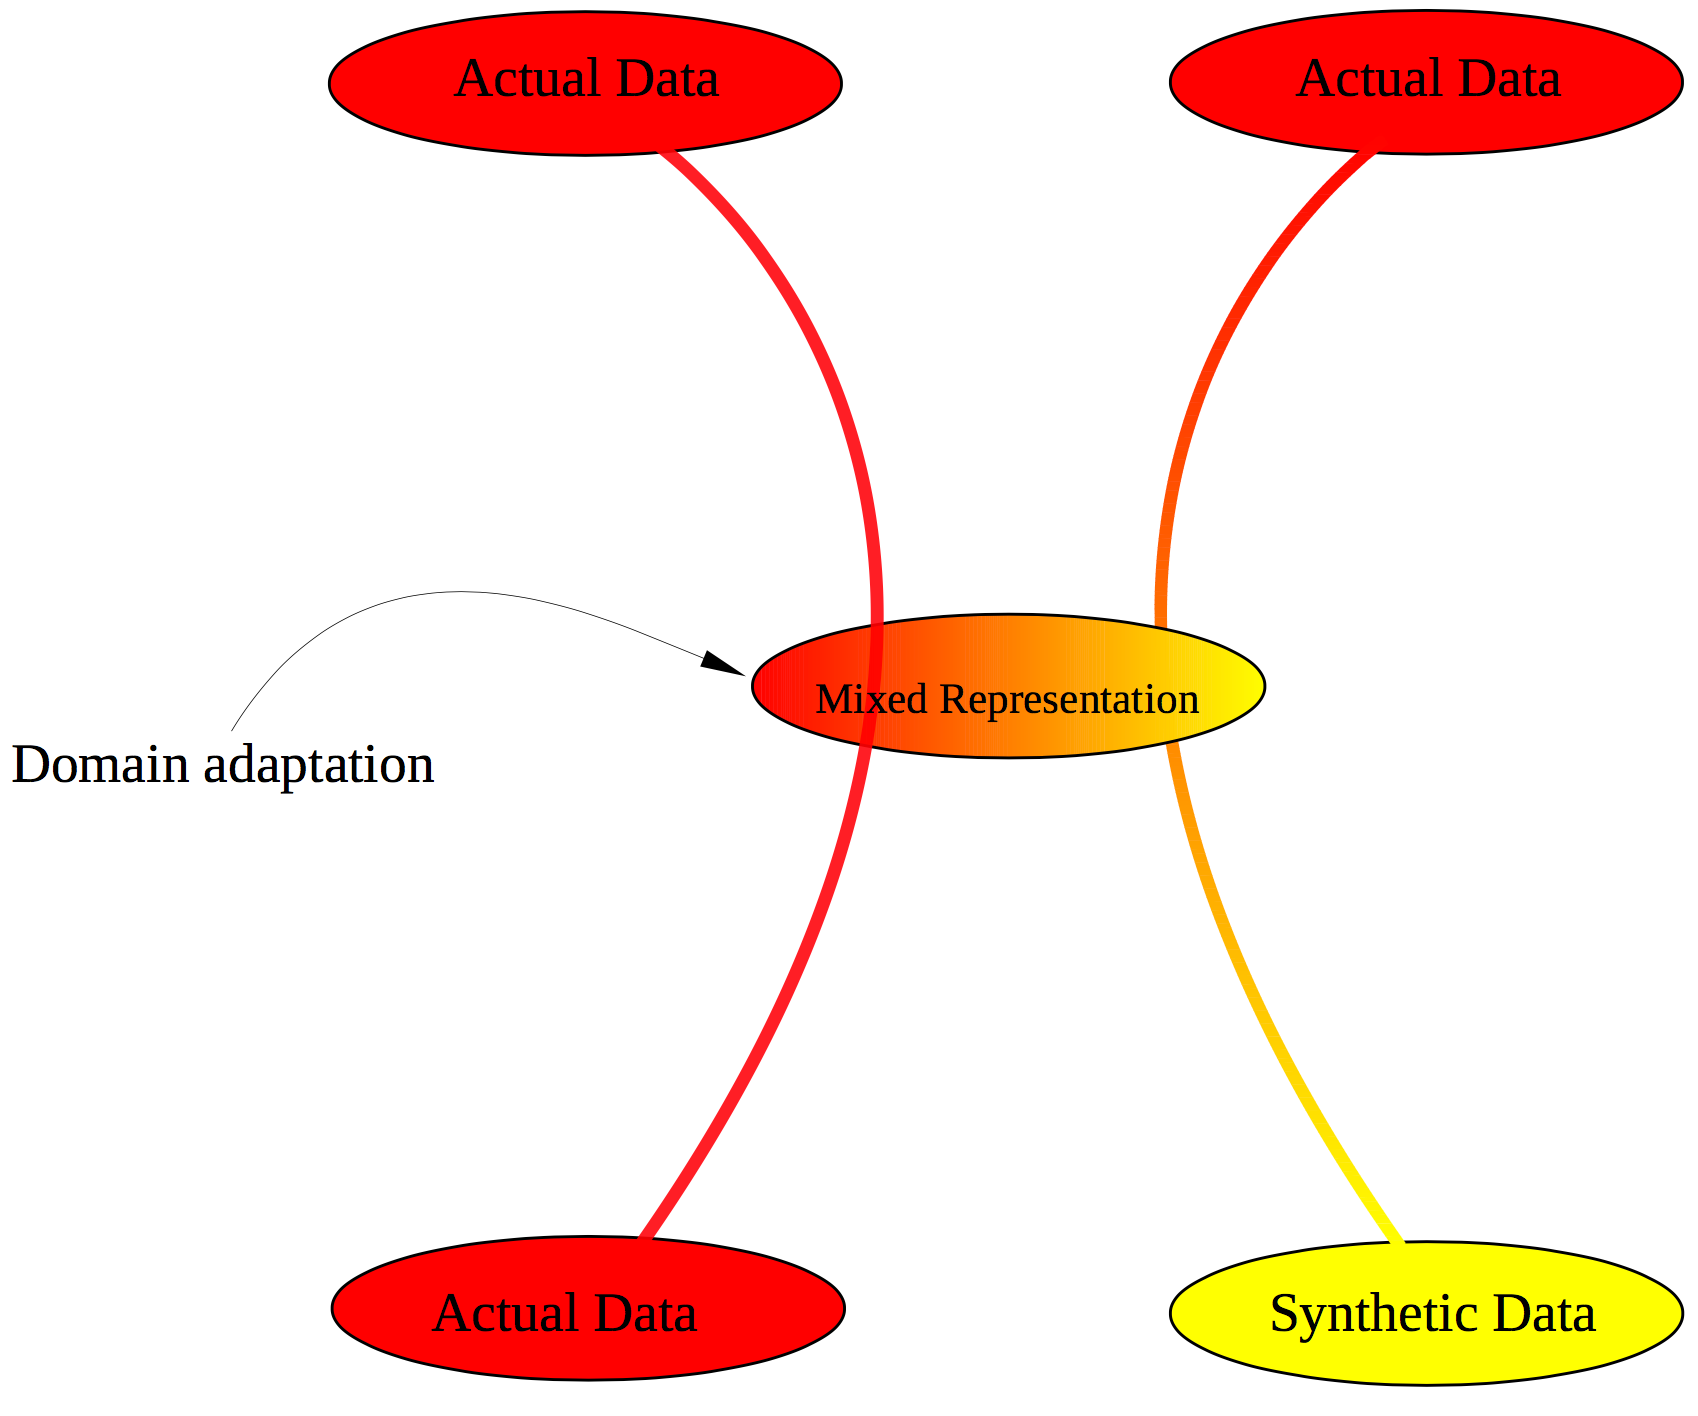 Actual Data
Actual Data
Mixed Representation
Domain adaptation
Actual Data
Synthetic Data